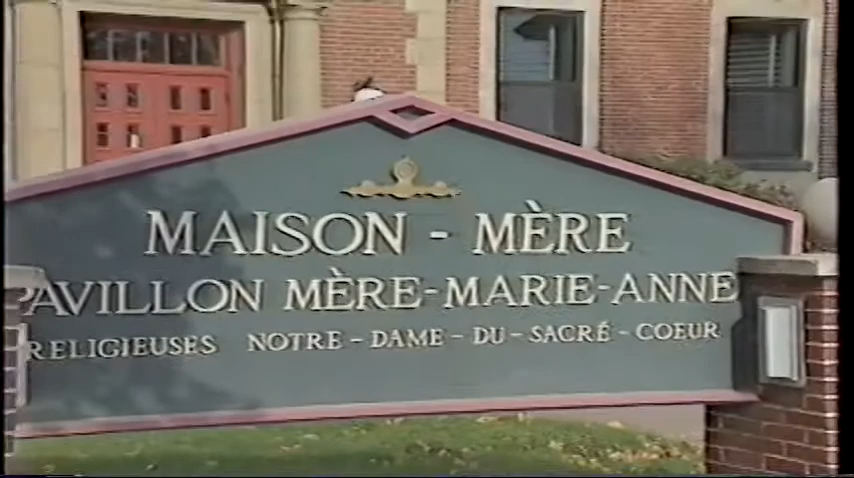 MAISON - MÈRE
PAVILLON MÈRE-MARIE-ANNE
RELIGIEUSES NOTRE-DAME-DU-SACRÉ-COEUR